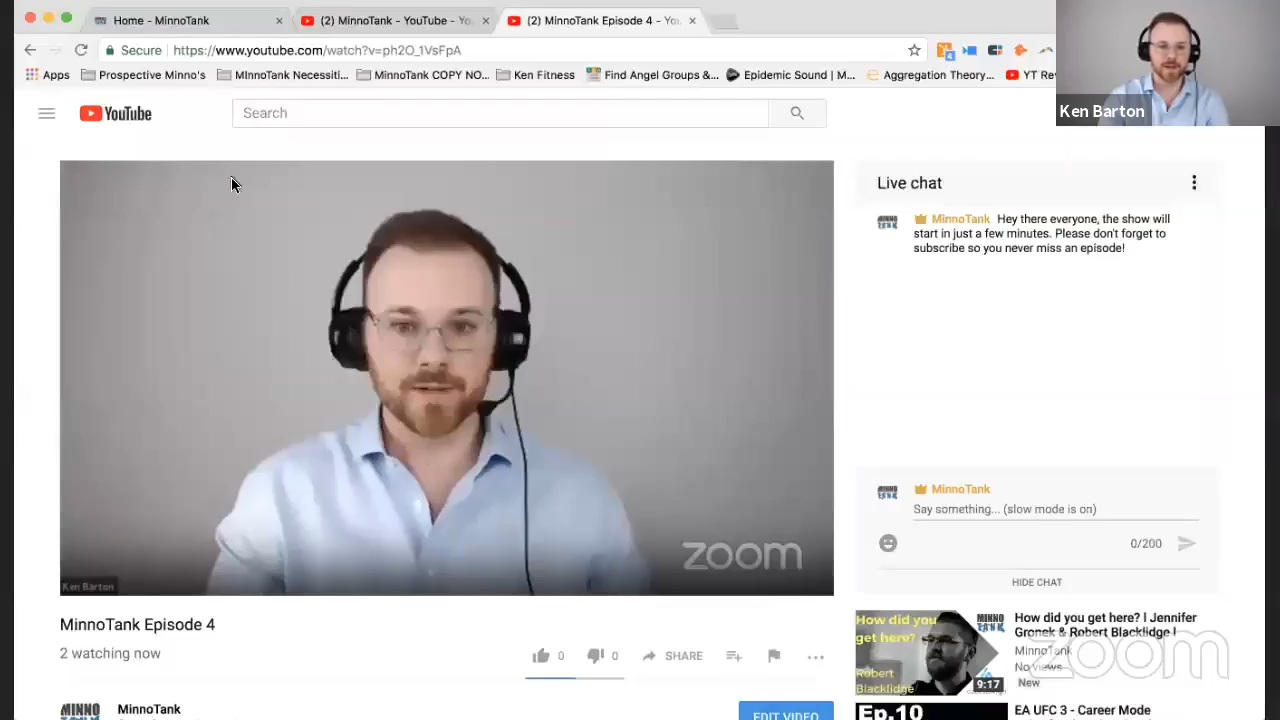 Home - MinnoTank
(2) MinnoTank - YouTube - Yo
(2) MinnoTank Episode 4 - You
Secure
https://www.youtube.com/watch?v=ph2O_1VsFpA
4
Apps
Prospective Minno's
MInnoTank Necessiti...
MinnoTank COPY NO...
Ken Fitness
Find Angel Groups &...
Epidemic Sound | M...
Aggregation Theory...
YT Re
Ken Barton
YouTube
Search
Live chat
MinnoTank Hey there everyone, the show will
start in just a few minutes. Please don't forget to
subscribe so you never miss an episode!
zoom
Ken Barton
MinnoTank
Say something... (slow mode is on)
0/200
HIDE CHAT
MinnoTank Episode 4
2 watching now
0
0
SHARE
How did you
get here?
Robert
Blacklidge
MINNO
TANK
9:17
How did you get here? | Jennifer
Gronek & Robert Blacklidge |
MinnoTank
No views
New
zoom
MINNO
TANK
MinnoTank
EDIT VIDEO
Ep.10
EA UFC 3 - Career Mode